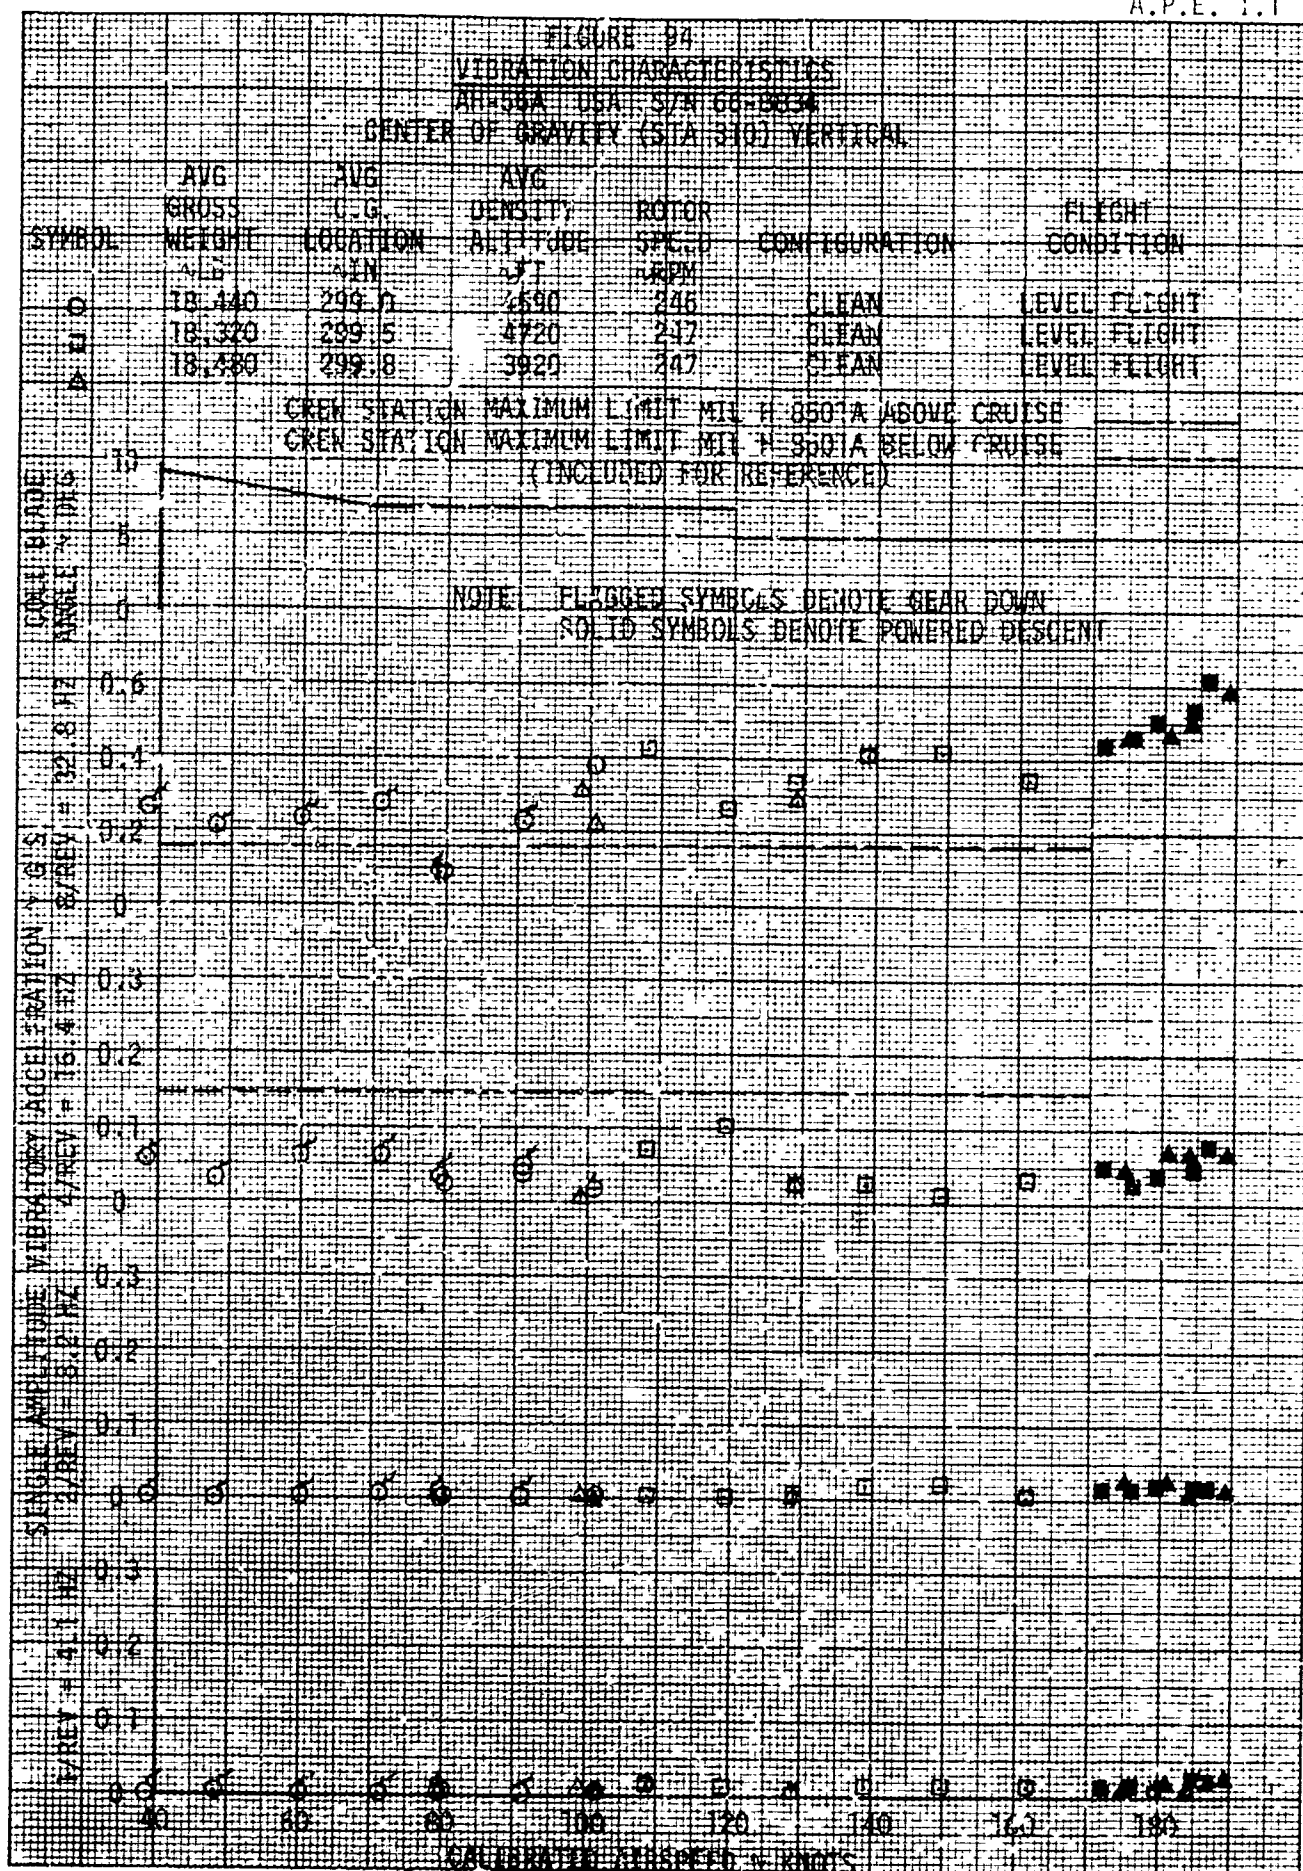 A.P.E. 1.1
FIGURE 94
VIBRATION CHARACTERISTICS
AH-56A USA S/N 66-8834
CENTER OF GRAVITY (STA 310) VERTICAL
SYMBOL AVG GROSS WEIGHT ~LB AVG C.G. LOCATION ~IN AVG DENSITY ALTITUDE ~FT ROTOR SPEED ~RPM CONFIGURATION FLIGHT CONDITION
18,440 299.0 4590 246 CLEAN LEVEL FLIGHT
18,320 299.5 4720 247 CLEAN LEVEL FLIGHT
18,480 299.8 3920 247 CLEAN LEVEL FLIGHT
CREW STATION MAXIMUM LIMIT MIL H 8501A ABOVE CRUISE
CREW STATION MAXIMUM LIMIT MIL H 8501A BELOW CRUISE
(INCLUDED FOR REFERENCE)
COLL BLADE
ANGLE ~ DEG
10
5
0
NOTE: FLAGGED SYMBOLS DENOTE GEAR DOWN
SOLID SYMBOLS DENOTE POWERED DESCENT
SINGLE AMPLITUDE VIBRATORY ACCELERATION ~ G'S
8/REV = 32.8 HZ
0.6
0.4
0.2
0
4/REV = 16.4 HZ
0.3
0.2
0.1
0
2/REV = 8.2 HZ
0.3
0.2
0.1
0
1/REV = 4.1 HZ
0.3
0.2
0.1
0
40 60 80 100 120 140 160 180
CALIBRATED AIRSPEED ~ KNOTS